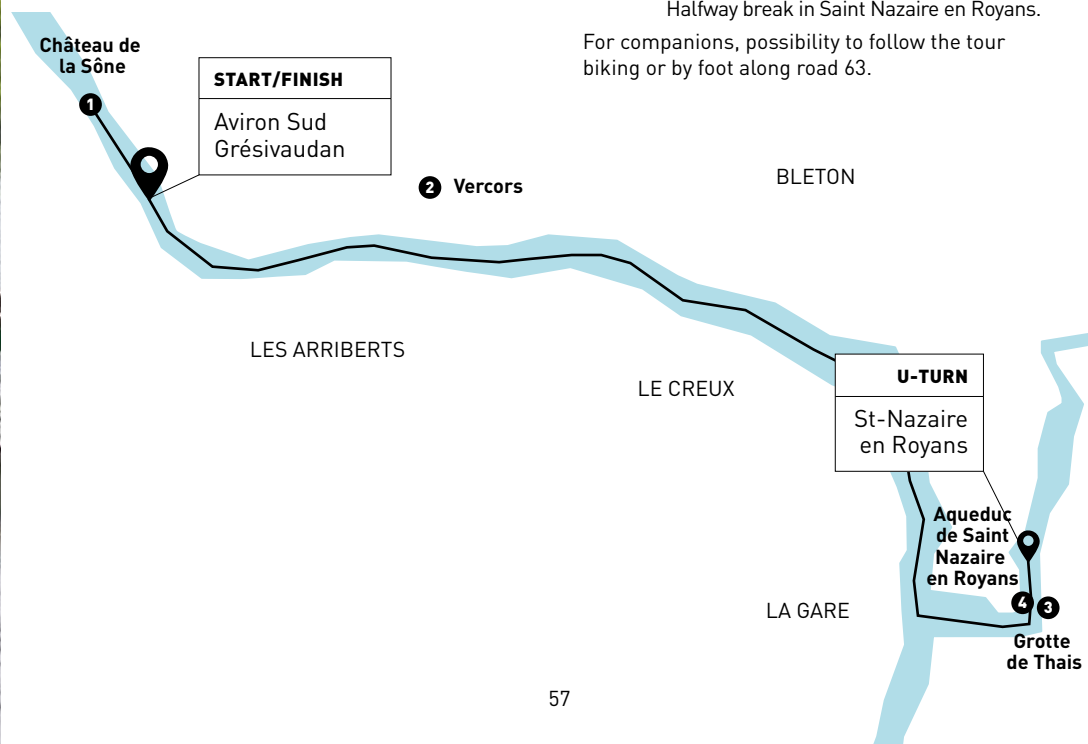 Halfway break in Saint Nazaire en Royans.
For companions, possibility to follow the tour
biking or by foot along road 63.
Château de
la Sône
1
START/FINISH
Aviron Sud
Grésivaudan
2 Vercors
BLETON
LES ARRIBERTS
LE CREUX
U-TURN
St-Nazaire
en Royans
Aqueduc
de Saint
Nazaire
en Royans
4 3
LA GARE
Grotte
de Thais
57